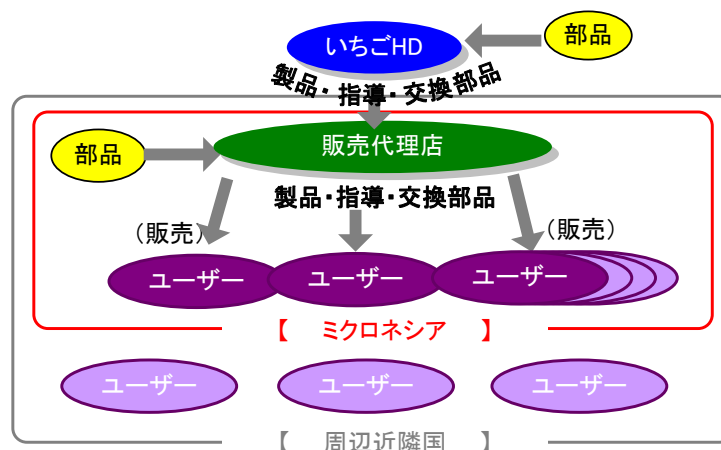 いちごHD
部品
製品・指導・交換部品
販売代理店
部品
製品・指導・交換部品
（販売）
（販売）
ユーザー
ユーザー
ユーザー
【 ミクロネシア 】
ユーザー
ユーザー
ユーザー
【 周辺近隣国 】